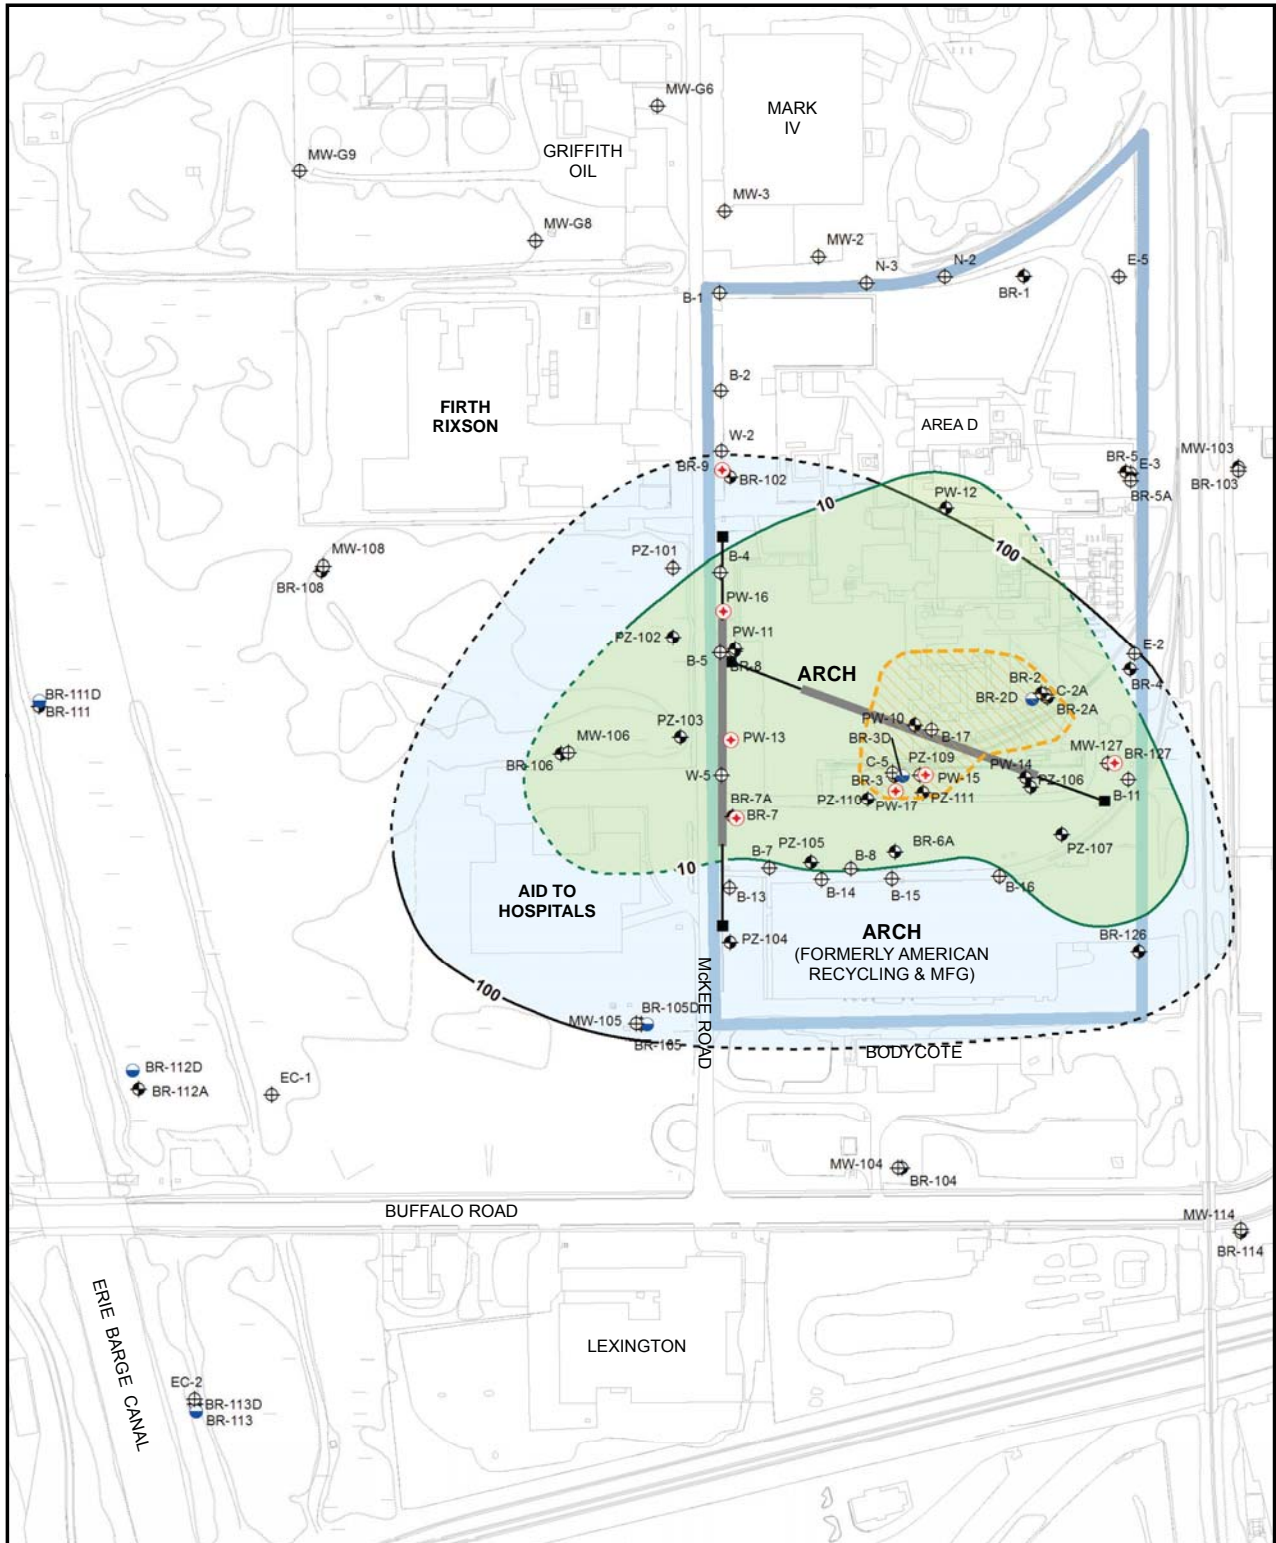 MW-G6
MARK
IV
GRIFFITH
OIL
MW-G9
MW-3
MW-G8
MW-2
N-3
N-2
E-5
BR-1
B-1
B-2
FIRTH
RIXSON
AREA D
W-2
BR-9
BR-102
BR-5
E-3
BR-5A
MW-103
BR-103
10
PW-12
100
MW-108
BR-108
PZ-101
B-4
PW-16
PZ-102
PW-11
B-5
BR-8
E-2
BR-4
ARCH
BR-2
C-2A
BR-2D
BR-2A
BR-111D
BR-111
PZ-103
PW-10
B-17
MW-106
BR-106
PW-13
BR-3D
MW-127
BR-127
W-5
C-5
PZ-109
PW-14
BR-3
PW-15
PZ-106
B-11
PZ-110
PW-17
PZ-111
BR-7A
BR-7
PZ-107
PZ-105
BR-6A
B-7
B-8
10
B-13
B-14
B-15
B-16
AID TO
HOSPITALS
ARCH
(FORMERLY AMERICAN
RECYCLING & MFG)
PZ-104
BR-126
100
McKEE ROAD
MW-105
BR-105D
BR-105
BODYCOTE
BR-112D
BR-112A
EC-1
MW-104
BR-104
BUFFALO ROAD
MW-114
BR-114
ERIE BARGE CANAL
LEXINGTON
EC-2
BR-113D
BR-113